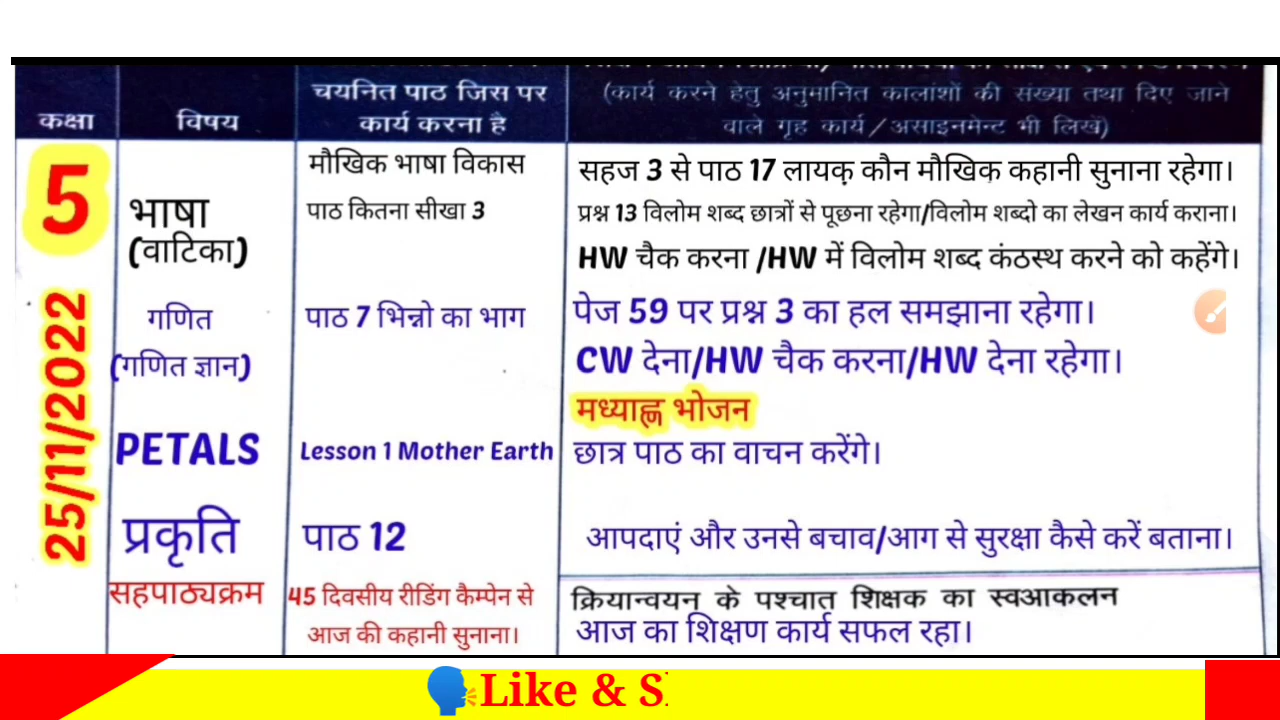 कक्षा
विषय
चयनित पाठ जिस पर
कार्य करना है
(कार्य करने हेतु अनुमानित कालांशों की संख्या तथा दिए जाने
वाले गृह कार्य/असाइनमेन्ट भी लिखें)
5
25/11/2022
भाषा
(वाटिका)
मौखिक भाषा विकास
पाठ कितना सीखा 3
सहज 3 से पाठ 17 लायक़ कौन मौखिक़ कहानी सुनाना रहेगा।
प्रश्न 13 विलोम शब्द छात्रों से पूछना रहेगा/विलोम शब्दो का लेखन कार्य कराना।
HW चैक करना /HW में विलोम शब्द कंठस्थ करने को कहेंगे।
गणित
(गणित ज्ञान)
पाठ 7 भिन्नो का भाग
पेज 59 पर प्रश्न 3 का हल समझाना रहेगा।
CW देना/HW चैक करना/HW देना रहेगा।
मध्याह्न भोजन
PETALS
Lesson 1 Mother Earth
छात्र पाठ का वाचन करेंगे।
प्रकृति
पाठ 12
आपदाएं और उनसे बचाव/आग से सुरक्षा कैसे करें बताना।
सहपाठ्यक्रम
45 दिवसीय रीडिंग कैम्पेन से
आज की कहानी सुनाना।
क्रियान्वयन के पश्चात शिक्षक का स्वआकलन
आज का शिक्षण कार्य सफल रहा।
Like & S